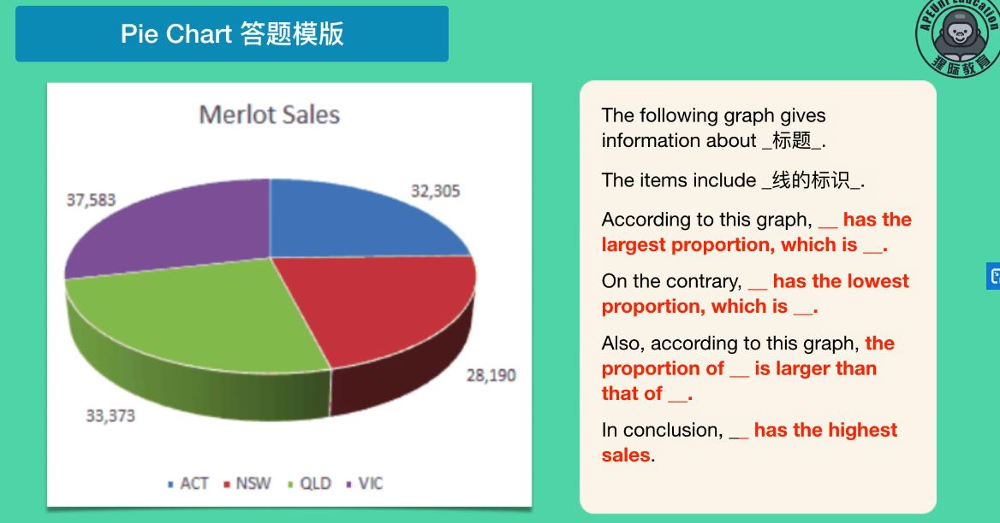 Pie Chart 答题模版
APEUni Education
猩际教育
Merlot Sales
37,583
32,305
28,190
33,373
ACT NSW QLD VIC
The following graph gives
information about _标题_.
The items include _线的标识_.
According to this graph, __ has the
largest proportion, which is __.
On the contrary, __ has the lowest
proportion, which is __.
Also, according to this graph, the
proportion of __ is larger than
that of __.
In conclusion, __ has the highest
sales.